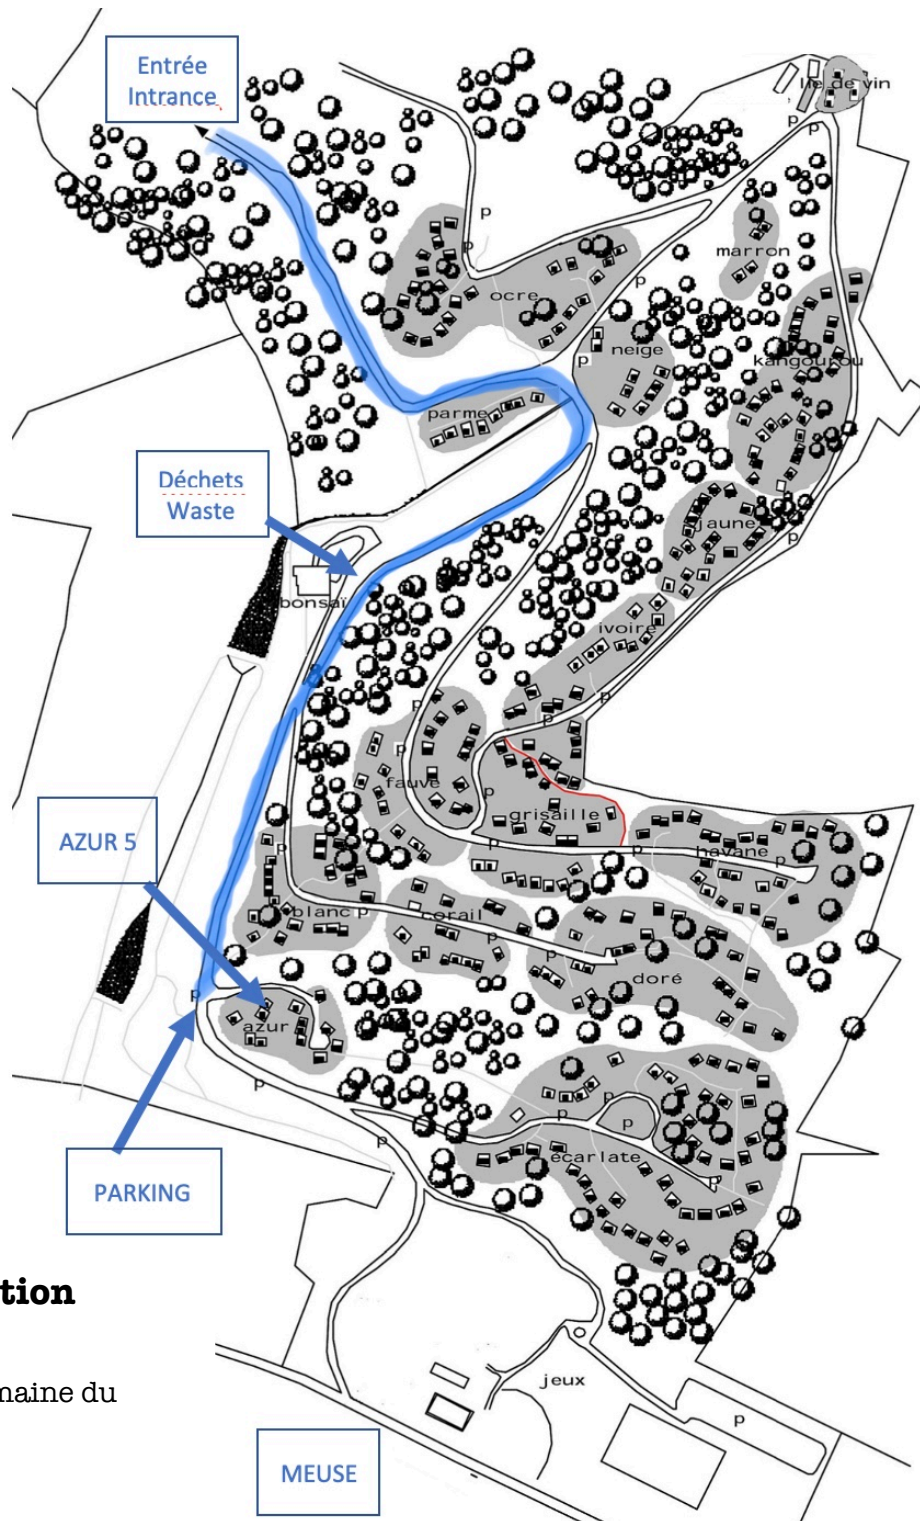 Entrée
Intrance
lie de vin
p
p
p
marron
p
ocre
p
p
neige
p
kangourou
parme
Déchets
Waste
jaune
p
bonsaï
ivoire
p
p
p
p
fauve
p
grisaille
AZUR 5
p
p
havane
p
blanc
p
corail
p
doré
p
p
azur
p
p
p
p
p
écarlate
p
PARKING
tion
maine du
jeux
p
MEUSE